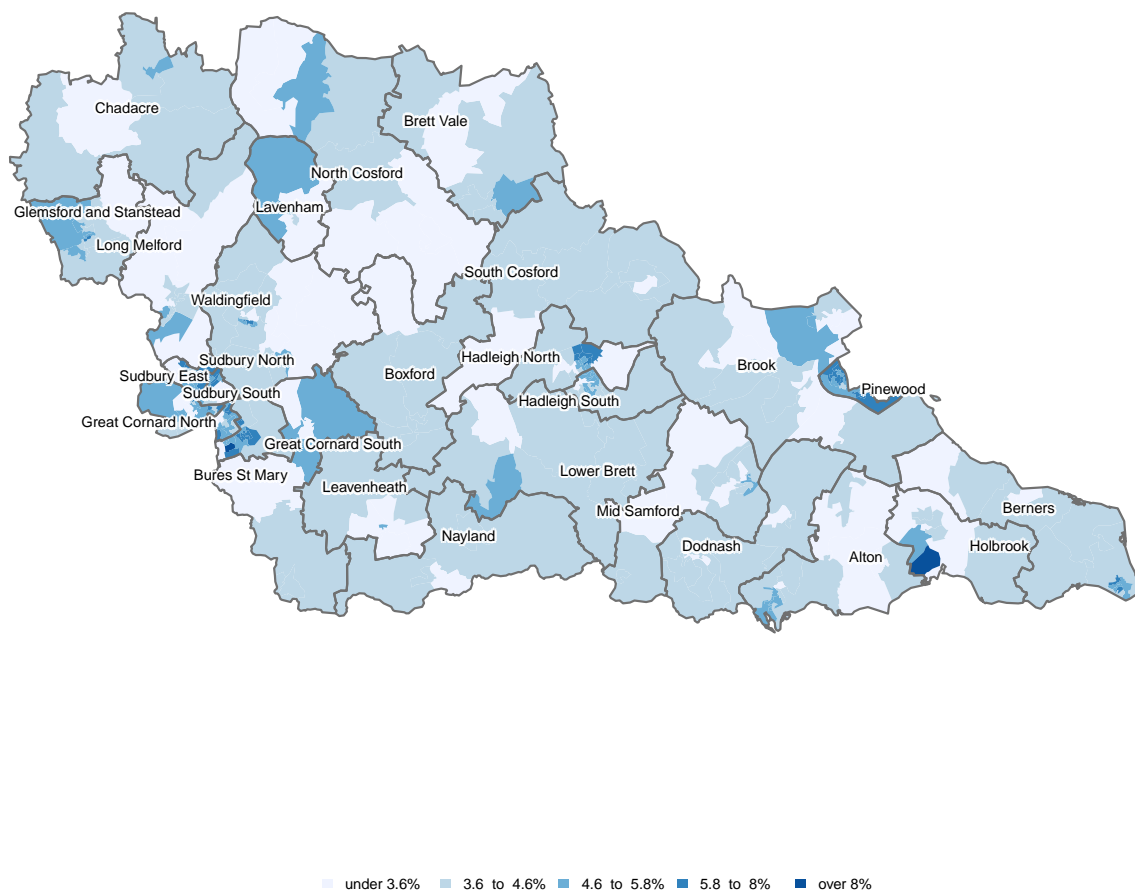 Chadacre
Brett Vale
North Cosford
Glemsford and Stanstead
Lavenham
Long Melford
South Cosford
Waldingfield
Sudbury North
Hadleigh North
Brook
Sudbury East
Boxford
Pinewood
Sudbury South
Hadleigh South
Great Cornard North
Great Cornard South
Lower Brett
Bures St Mary
Leavenheath
Mid Samford
Berners
Nayland
Dodnash
Holbrook
Alton
under 3.6% 3.6 to 4.6% 4.6 to 5.8% 5.8 to 8% over 8%